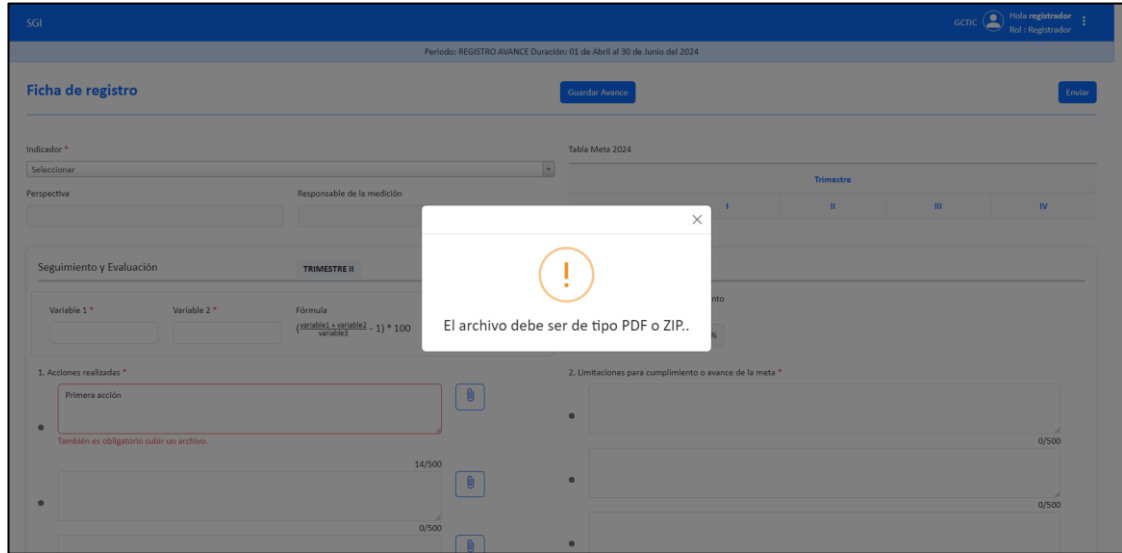 SGI
GCTIC
Hola registrador
Rol : Registrador
Periodo: REGISTRO AVANCE Duración: 01 de Abril al 30 de Junio del 2024
Ficha de registro
Guardar Avance
Enviar
Indicador *
Seleccionar
Tabla Meta 2024
Trimestre
Perspectiva
Responsable de la medición
I
II
III
IV
El archivo debe ser de tipo PDF o ZIP..
Seguimiento y Evaluación
TRIMESTRE II
Variable 1 *
Variable 2 *
Fórmula
nto
(variable1 + variable2
variable3
- 1) * 100
%
1. Acciones realizadas *
2. Limitaciones para cumplimiento o avance de la meta *
Primera acción
También es obligatorio subir un archivo.
0/500
14/500
0/500
0/500